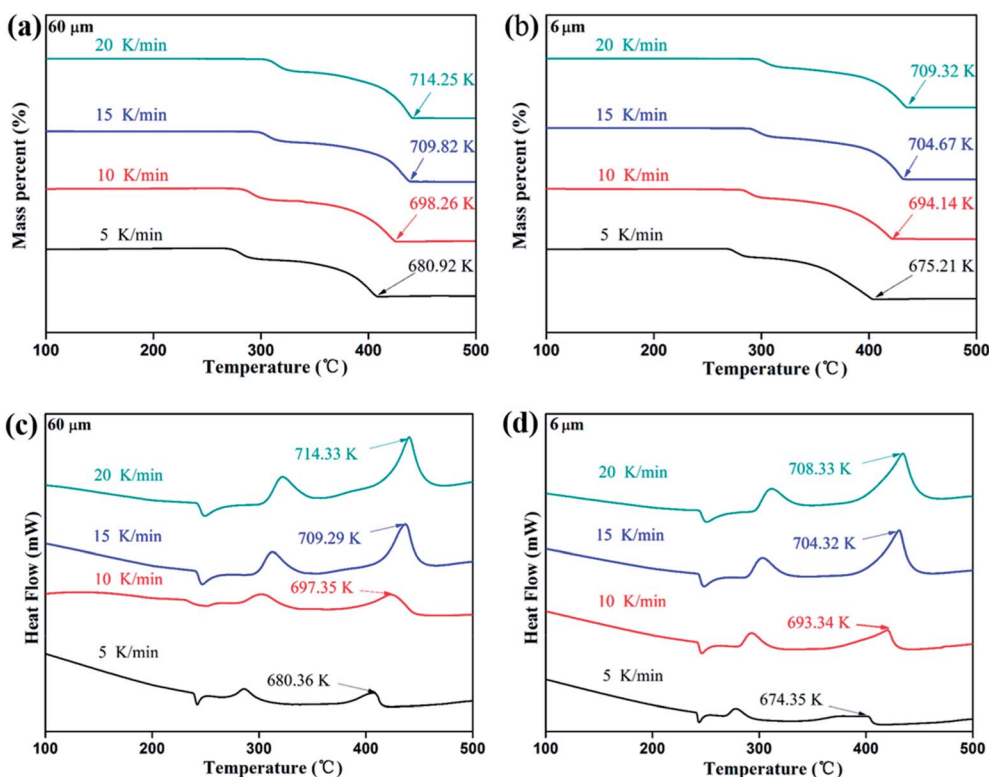 (a)
60 μm
20 K/min
714.25 K
15 K/min
709.82 K
10 K/min
698.26 K
5 K/min
680.92 K
Mass percent (%)
100
200
300
400
500
Temperature (℃)
(b)
6 μm
20 K/min
709.32 K
15 K/min
704.67 K
10 K/min
694.14 K
5 K/min
675.21 K
Mass percent (%)
100
200
300
400
500
Temperature (℃)
(c)
60 μm
714.33 K
20 K/min
709.29 K
15 K/min
10 K/min
697.35 K
5 K/min
680.36 K
Heat Flow (mW)
100
200
300
400
500
Temperature (℃)
(d)
6 μm
20 K/min
708.33 K
15 K/min
704.32 K
10 K/min
693.34 K
5 K/min
674.35 K
Heat Flow (mW)
100
200
300
400
500
Temperature (℃)